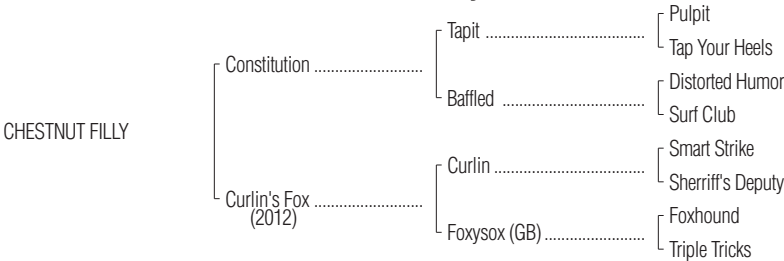 Pulpit
Tapit ......................................
Tap Your Heels
Constitution ..........................
Distorted Humor
Baffled ..................................
Surf Club
CHESTNUT FILLY
Smart Strike
Curlin ....................................
Sherriff's Deputy
Curlin's Fox ..........................
(2012)
Foxhound
Foxysox (GB) ........................
Triple Tricks